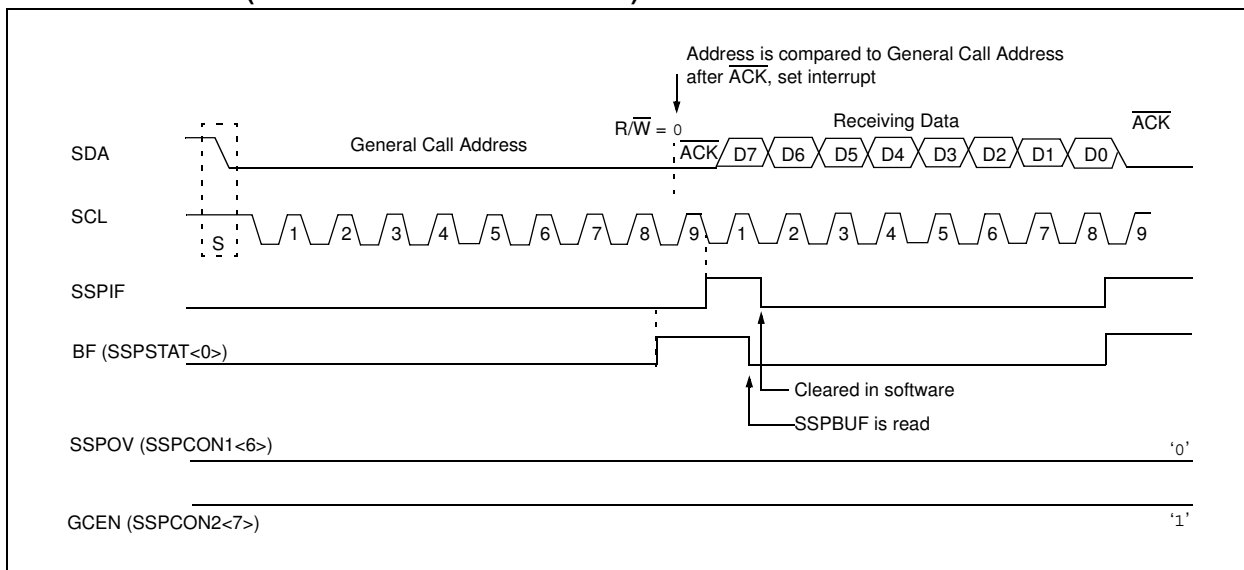 Address is compared to General Call Address
after ACK, set interrupt
R/W = 0
Receiving Data
ACK
SDA
General Call Address
ACK
D7 D6 D5 D4 D3 D2 D1 D0
SCL
S
1 2 3 4 5 6 7 8 9 1 2 3 4 5 6 7 8 9
SSPIF
BF (SSPSTAT<0>)
Cleared in software
SSPBUF is read
SSPOV (SSPCON1<6>)
‘0’
GCEN (SSPCON2<7>)
‘1’